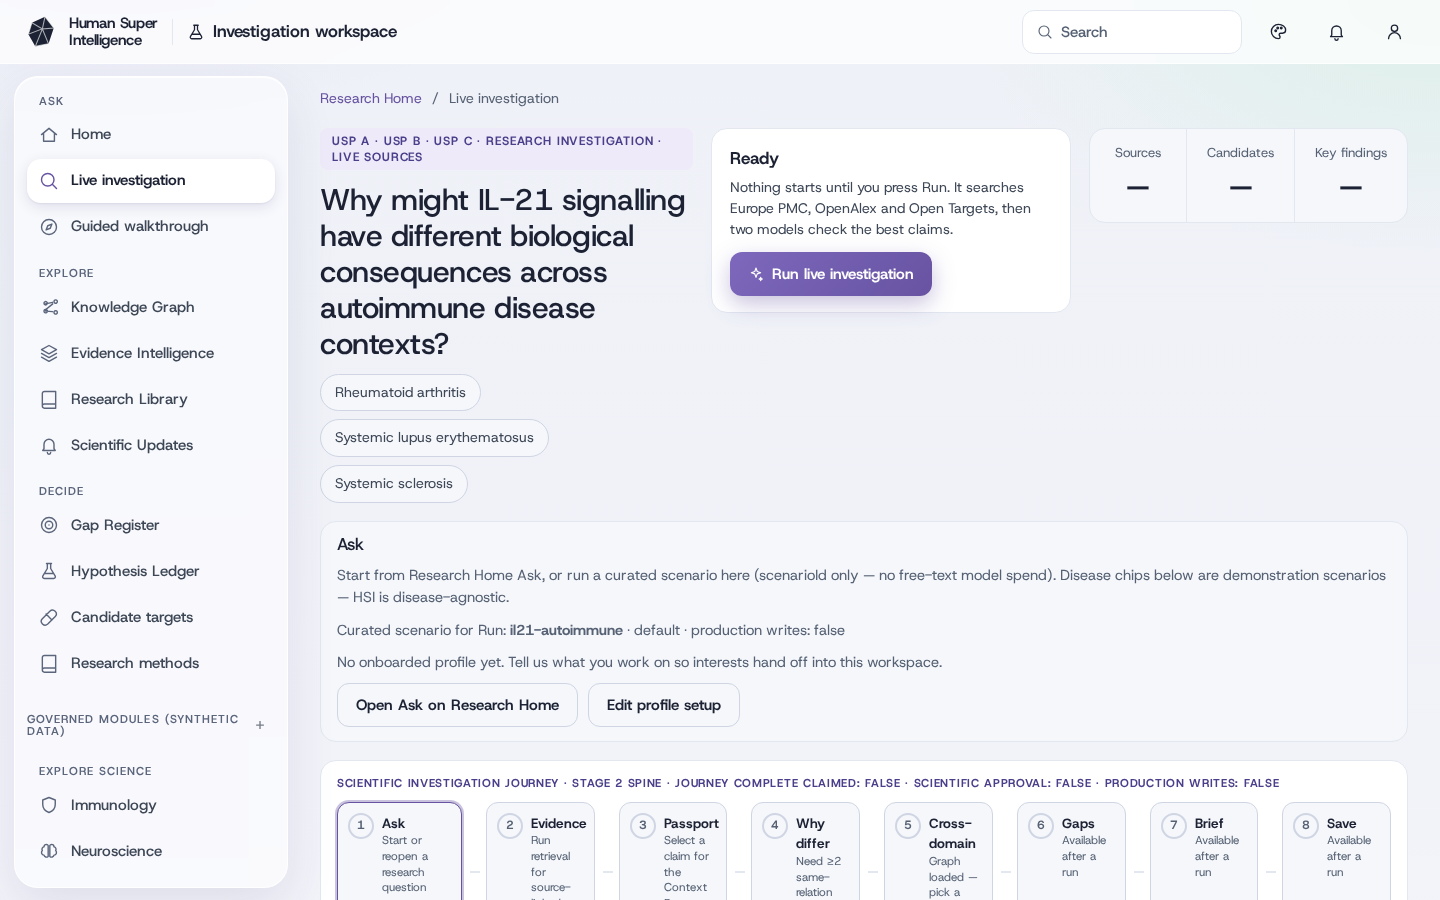 Human Super
Intelligence
Investigation workspace
Search
ASK
Home
Live investigation
Guided walkthrough
EXPLORE
Knowledge Graph
Evidence Intelligence
Research Library
Scientific Updates
DECIDE
Gap Register
Hypothesis Ledger
Candidate targets
Research methods
GOVERNED MODULES (SYNTHETIC
DATA)
+
EXPLORE SCIENCE
Immunology
Neuroscience
Research Home / Live investigation
USP A · USP B · USP C · RESEARCH INVESTIGATION ·
LIVE SOURCES
Why might IL-21 signalling
have different biological
consequences across
autoimmune disease
contexts?
Rheumatoid arthritis
Systemic lupus erythematosus
Systemic sclerosis
Ready
Nothing starts until you press Run. It searches
Europe PMC, OpenAlex and Open Targets, then
two models check the best claims.
Run live investigation
Sources
—
Candidates
—
Key findings
—
Ask
Start from Research Home Ask, or run a curated scenario here (scenarioId only — no free-text model spend). Disease chips below are demonstration scenarios
— HSI is disease-agnostic.
Curated scenario for Run: il21-autoimmune · default · production writes: false
No onboarded profile yet. Tell us what you work on so interests hand off into this workspace.
Open Ask on Research Home
Edit profile setup
SCIENTIFIC INVESTIGATION JOURNEY · STAGE 2 SPINE · JOURNEY COMPLETE CLAIMED: FALSE · SCIENTIFIC APPROVAL: FALSE · PRODUCTION WRITES: FALSE
1
Ask
Start or
reopen a
research
question
2
Evidence
Run
retrieval
for
source-
3
Passport
Select a
claim for
the
Context
4
Why
differ
Need ≥2
same-
relation
5
Cross-
domain
Graph
loaded —
pick a
6
Gaps
Available
after a
run
7
Brief
Available
after a
run
8
Save
Available
after a
run